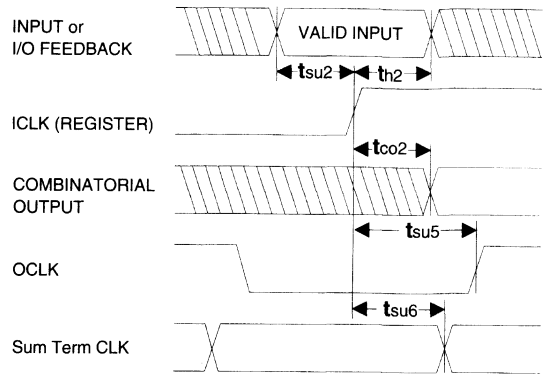 INPUT or
I/O FEEDBACK
VALID INPUT
tsu2
th2
ICLK (REGISTER)
tco2
COMBINATORIAL
OUTPUT
tsu5
OCLK
tsu6
Sum Term CLK